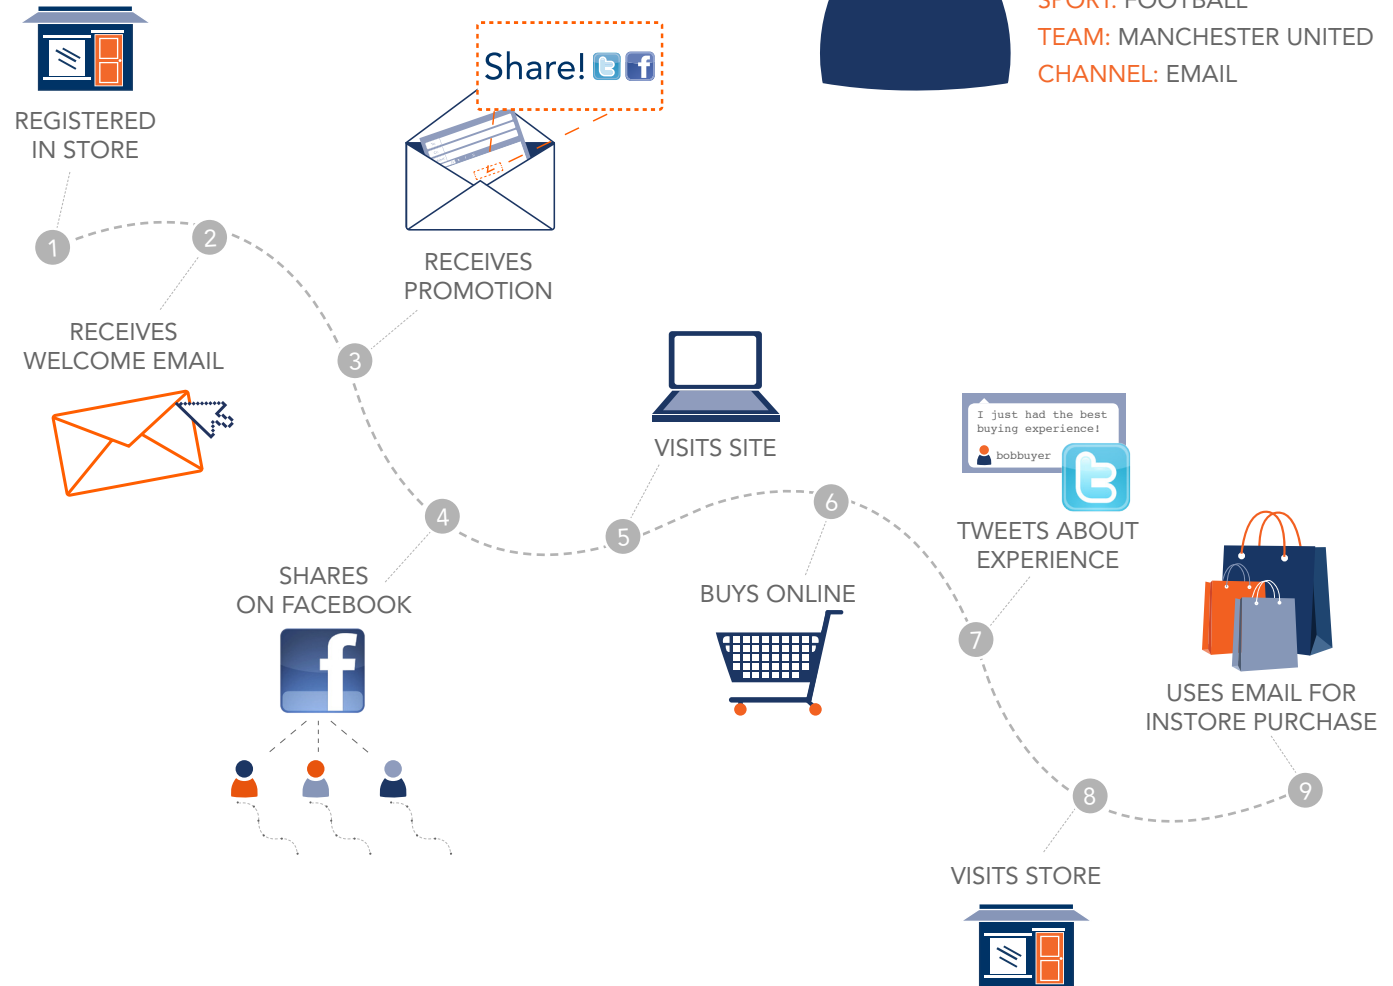 SPORT: FOOTBALL
TEAM: MANCHESTER UNITED
CHANNEL: EMAIL
Share!
REGISTERED
IN STORE
1
2
RECEIVES
WELCOME EMAIL
RECEIVES
PROMOTION
3
4
SHARES
ON FACEBOOK
VISITS SITE
5
6
BUYS ONLINE
I just had the best
buying experience!
bobbuyer
TWEETS ABOUT
EXPERIENCE
7
8
VISITS STORE
USES EMAIL FOR
INSTORE PURCHASE
9